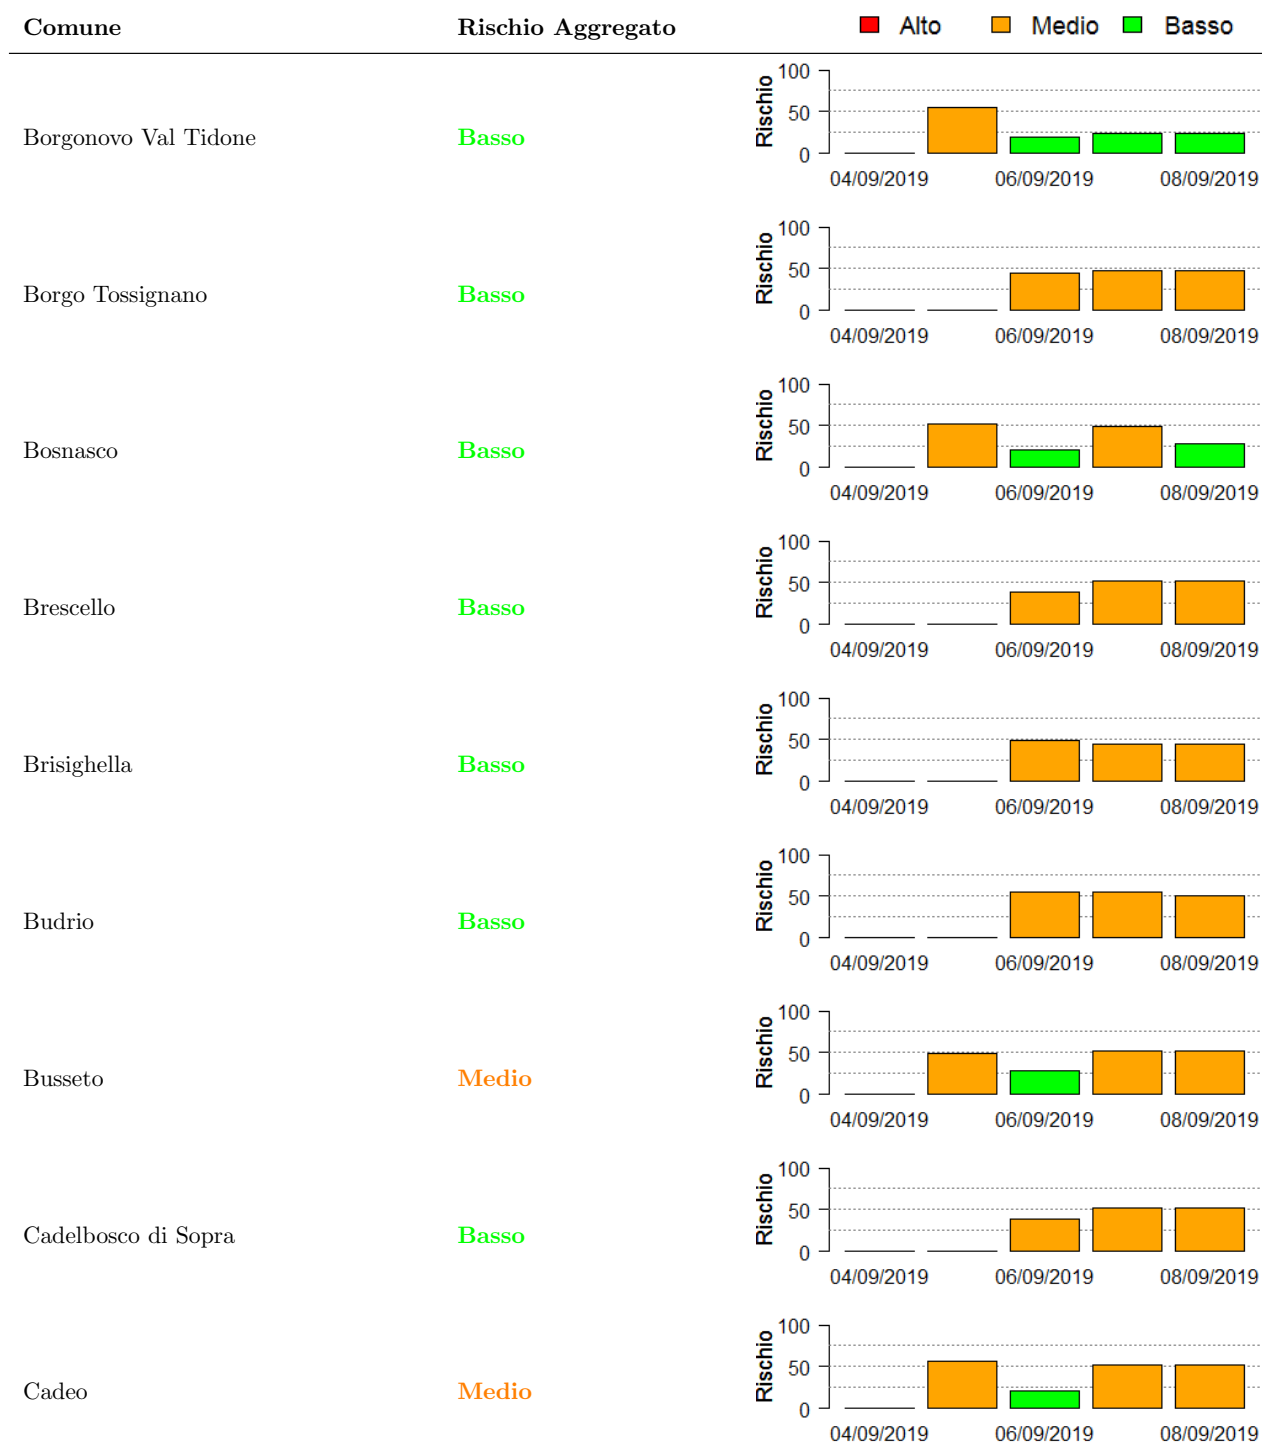 Comune Rischio Aggregato Alto Medio Basso
100
50
0
Rischio
Borgonovo Val Tidone Basso
04/09/2019 06/09/2019 08/09/2019
100
50
0
Rischio
Borgo Tossignano Basso
04/09/2019 06/09/2019 08/09/2019
100
50
0
Rischio
Bosnasco Basso
04/09/2019 06/09/2019 08/09/2019
100
50
0
Rischio
Brescello Basso
04/09/2019 06/09/2019 08/09/2019
100
50
0
Rischio
Brisighella Basso
04/09/2019 06/09/2019 08/09/2019
100
50
0
Rischio
Budrio Basso
04/09/2019 06/09/2019 08/09/2019
100
50
0
Rischio
Busseto Medio
04/09/2019 06/09/2019 08/09/2019
100
50
0
Rischio
Cadelbosco di Sopra Basso
04/09/2019 06/09/2019 08/09/2019
100
50
0
Rischio
Cadeo Medio
04/09/2019 06/09/2019 08/09/2019